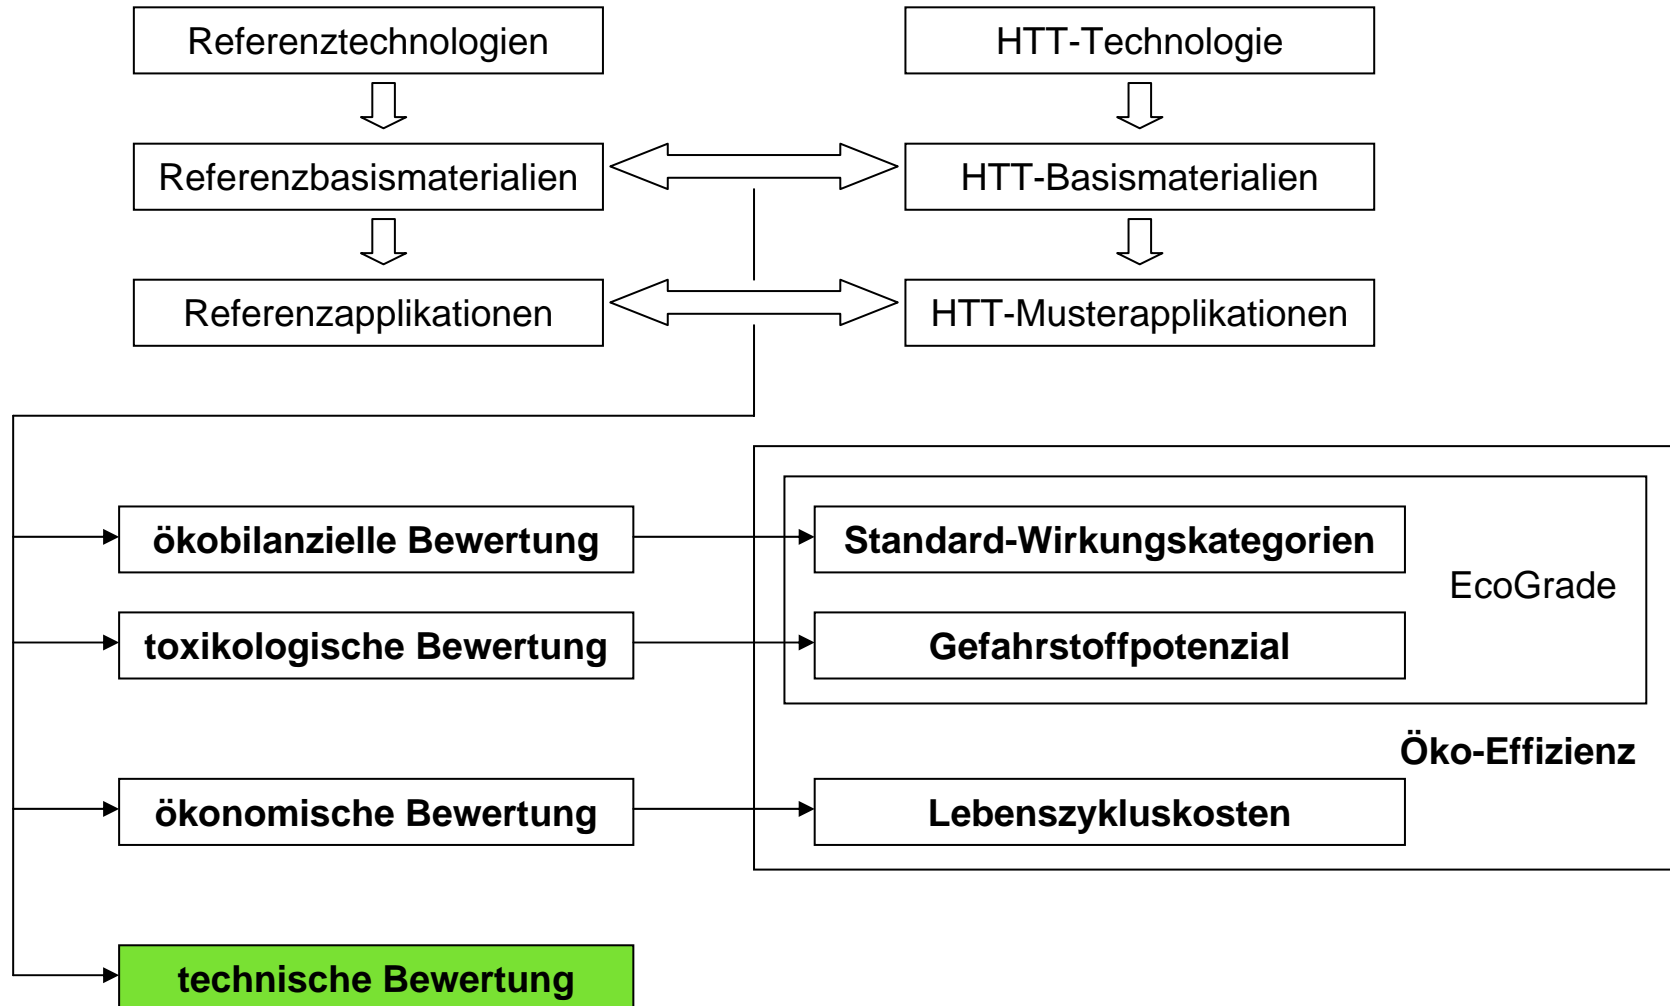 Referenztechnologien
HTT-Technologie
Referenzbasismaterialien
HTT-Basismaterialien
Referenzapplikationen
HTT-Musterapplikationen
ökobilanzielle Bewertung
Standard-Wirkungskategorien
EcoGrade
toxikologische Bewertung
Gefahrstoffpotenzial
Öko-Effizienz
ökonomische Bewertung
Lebenszykluskosten
technische Bewertung